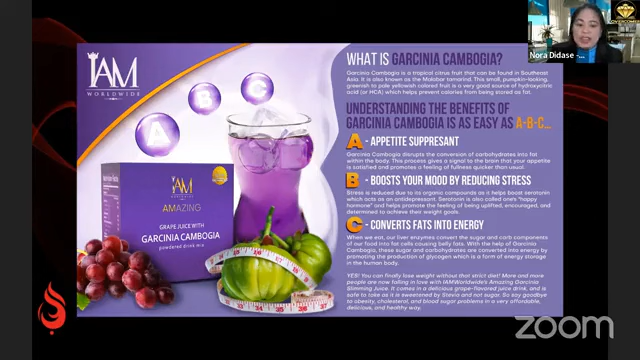 IAM
WORLDWIDE
A
B
C
IAM
WORLDWIDE
AMAZING
GRAPE JUICE WITH
GARCINIA CAMBOGIA
powdered drink mix
WHAT IS GARCINIA CAMBOGIA?
Garcinia Cambogia is a tropical citrus fruit that can be found in Southeast
Asia. It is also known as the Malabar tamarind. This small, pumpkin-looking,
greenish to pale yellowish colored fruit is a very good source of hydroxycitric
acid (or HCA) which helps prevent calories from being stored as fat.
UNDERSTANDING THE BENEFITS OF
GARCINIA CAMBOGIA IS AS EASY AS A-B-C...
A - APPETITE SUPPRESANT
Garcinia Cambogia disrupts the conversion of carbohydrates into fat
within the body. This process gives a signal to the brain that your appetite
is satisfied and promotes a feeling of fullness quicker than usual.
B - BOOSTS YOUR MOOD BY REDUCING STRESS
Stress is reduced due to its organic compounds as it helps boost serotonin
which acts as an antidepressant. Serotonin is also called one's "happy
hormone" and helps promote the feeling of being uplifted, encouraged, and
determined to achieve their weight goals.
C - CONVERTS FATS INTO ENERGY
When we eat, our liver enzymes convert the sugar and carb components
of our food into fat cells causing belly fats. With the help of Garcinia
Cambogia, these sugar and carbohydrates are converted into energy by
promoting the production of glycogen which is a form of energy storage
in the human body.
YES! You can finally lose weight without that strict diet! More and more
people are now falling in love with IAMWorldwide's Amazing Garcinia
Slimming Juice. It comes in a delicious grape-flavored juice drink, and is
safe to take as it is sweetened by Stevia and not sugar. So say goodbye
to obesity, cholesterol, and blood sugar problems in a very affordable,
delicious, and healthy way.
Nora Didase -...
zoom